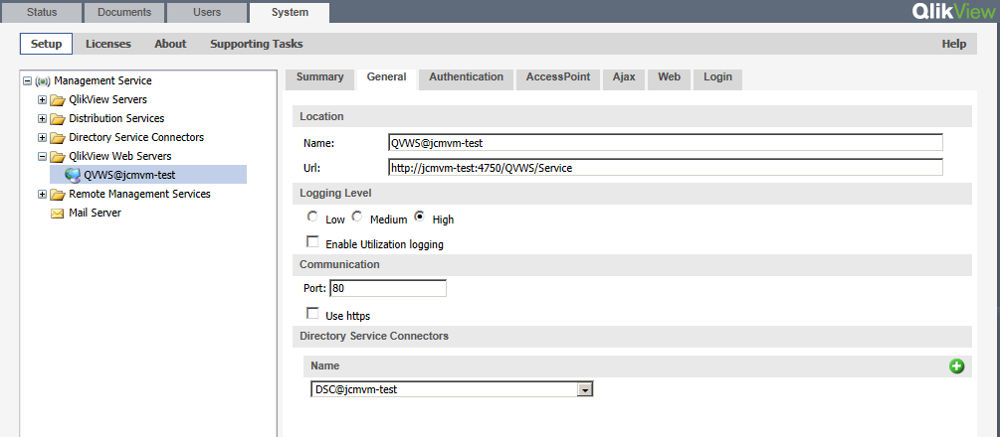 Status Documents Users System QlikView
Setup Licenses About Supporting Tasks Help
Management Service
QlikView Servers
Distribution Services
Directory Service Connectors
QlikView Web Servers
QVWS@jcmvm-test
Remote Management Services
Mail Server
Summary General Authentication AccessPoint Ajax Web Login
Location
Name: QVWS@jcmvm-test
Url: http://jcmvm-test:4750/QVWS/Service
Logging Level
Low Medium High
Enable Utilization logging
Communication
Port: 80
Use https
Directory Service Connectors
Name
DSC@jcmvm-test